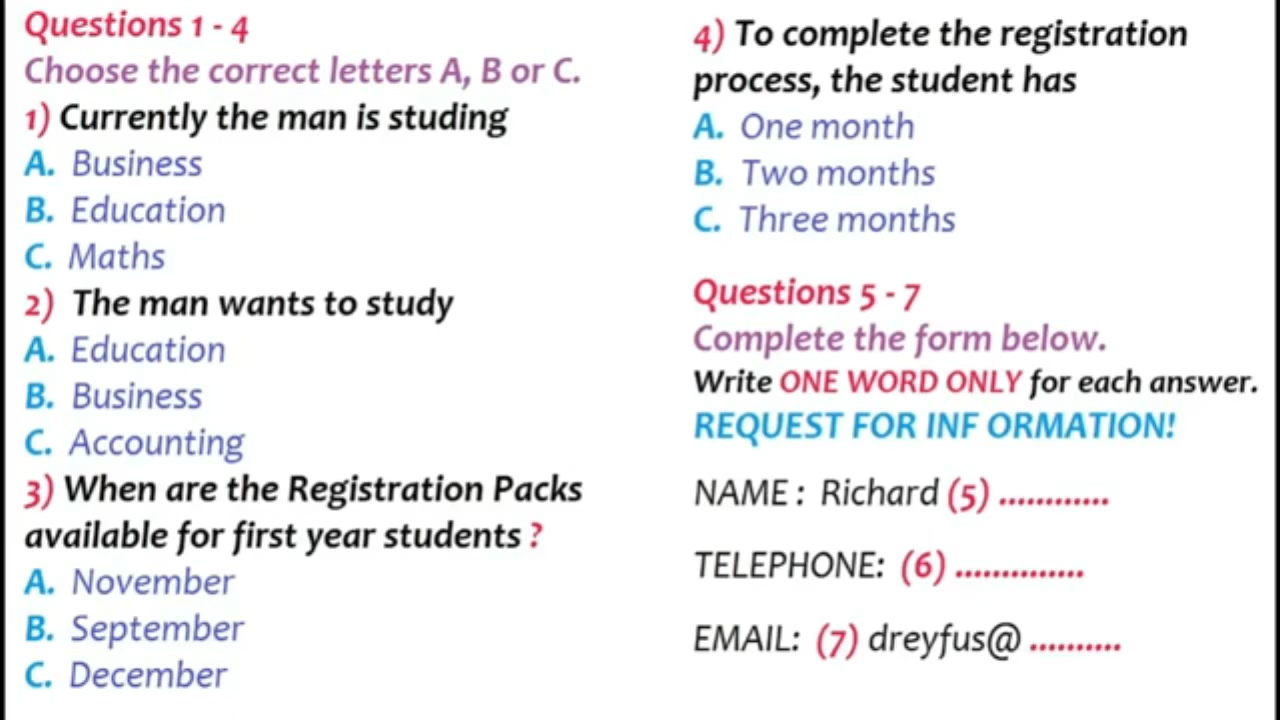 Questions 1 - 4
Choose the correct letters A, B or C.
1) Currently the man is studing
A. Business
B. Education
C. Maths
2) The man wants to study
A. Education
B. Business
C. Accounting
3) When are the Registration Packs
available for first year students ?
A. November
B. September
C. December
4) To complete the registration
process, the student has
A. One month
B. Two months
C. Three months
Questions 5 - 7
Complete the form below.
Write ONE WORD ONLY for each answer.
REQUEST FOR INF ORMATION!
NAME : Richard (5) ............
TELEPHONE: (6) ..............
EMAIL: (7) dreyfus@ ..........